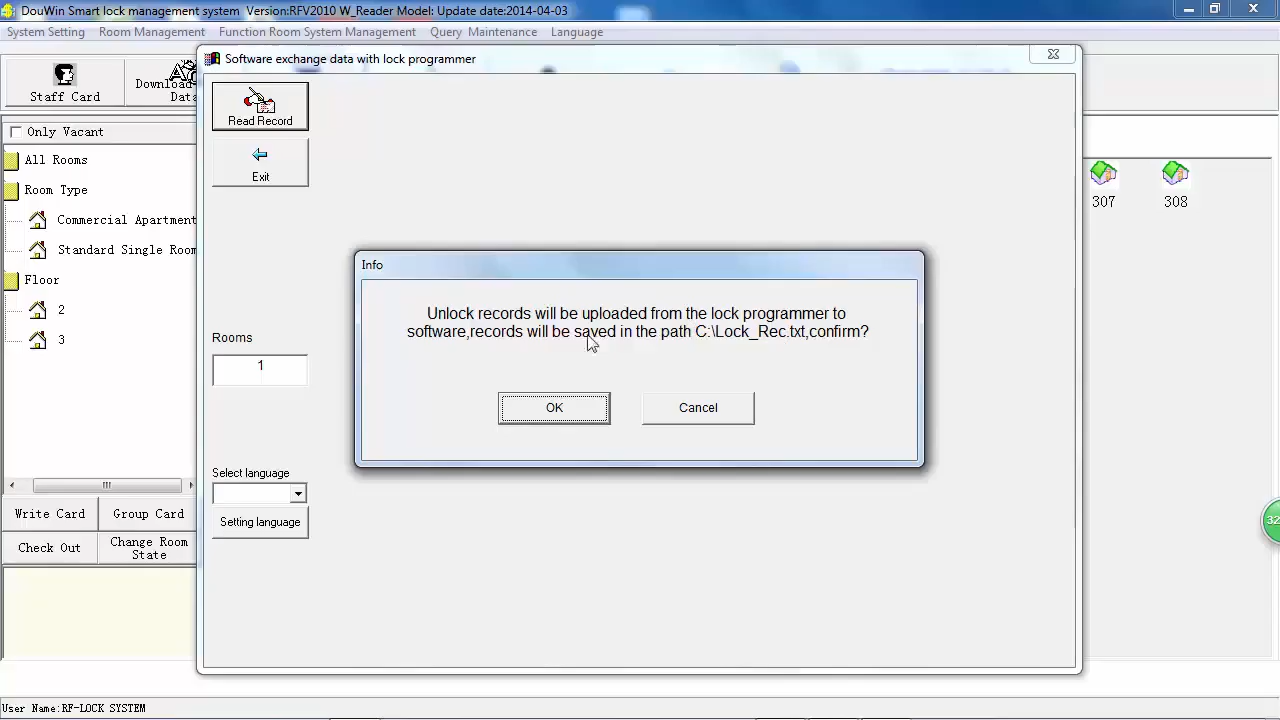 DouWin Smart lock management system Version:RFV2010 W_Reader Model: Update date:2014-04-03
System Setting Room Management Function Room System Management Query Maintenance Language
Software exchange data with lock programmer
Staff Card
Download
Data
Read Record
Exit
Only Vacant
All Rooms
Room Type
Commercial Apartment
Standard Single Room
Floor
2
3
307 308
Info
Unlock records will be uploaded from the lock programmer to
software,records will be saved in the path C:\Lock_Rec.txt,confirm?
OK Cancel
Rooms
1
Select language
Setting language
Write Card Group Card
Check Out Change Room
State
32
User Name:RF-LOCK SYSTEM